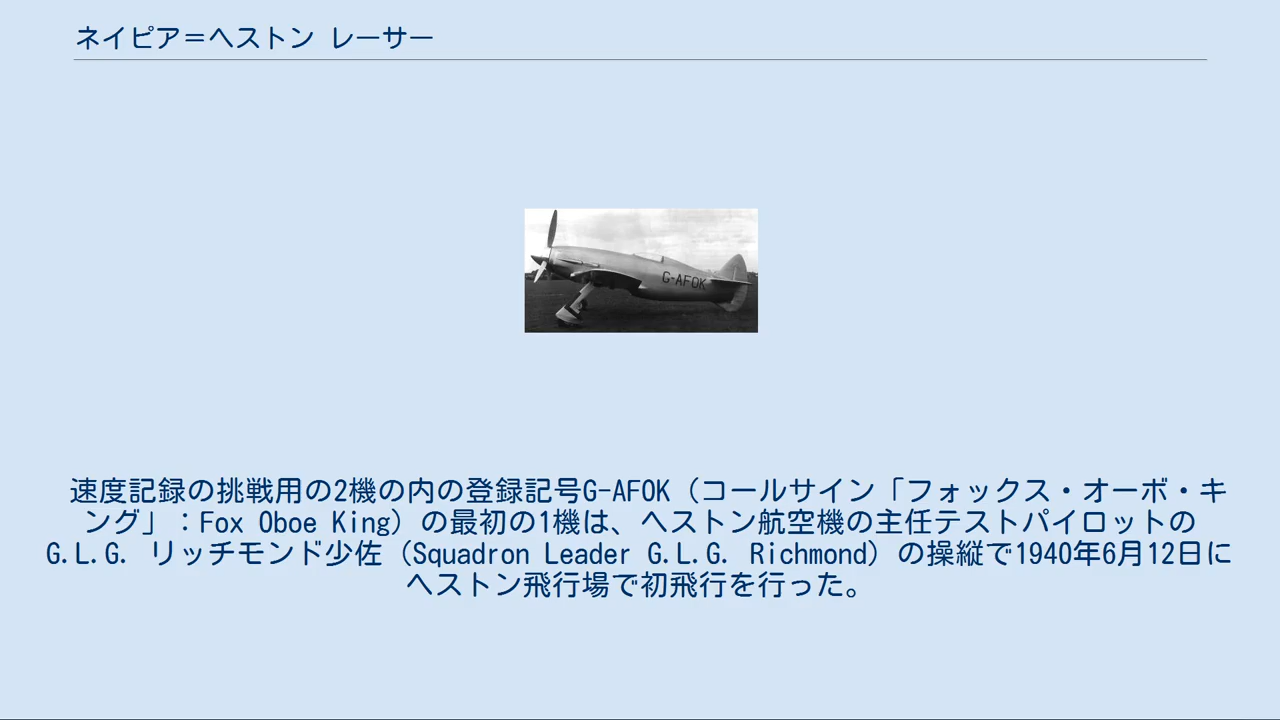 ネイピア＝ヘストン レーサー
G-AFOK
速度記録の挑戦用の2機の内の登録記号G-AFOK（コールサイン「フォックス・オーボ・キ
ング」：Fox Oboe King）の最初の1機は、ヘストン航空機の主任テストパイロットの
G.L.G. リッチモンド少佐（Squadron Leader G.L.G. Richmond）の操縦で1940年6月12日に
ヘストン飛行場で初飛行を行った。